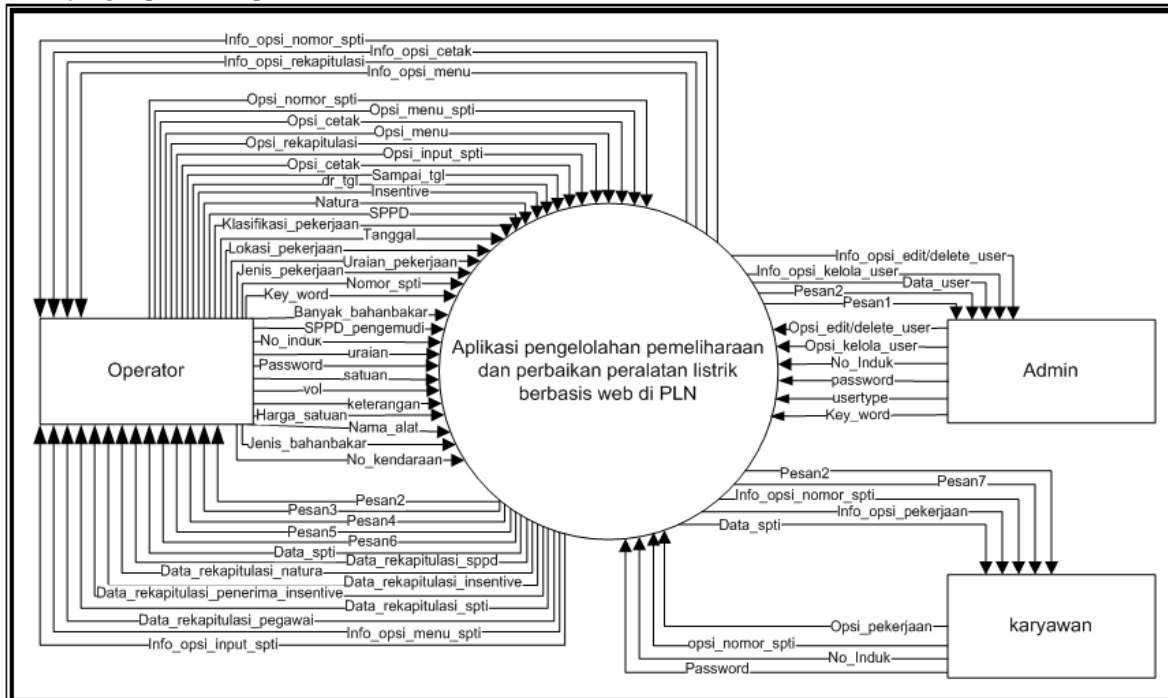 Info_opsi_nomor_spti
Info_opsi_cetak
Info_opsi_rekapitulasi
Info_opsi_menu
Opsi_nomor_spti
Opsi_menu_spti
Opsi_cetak
Opsi_menu
Opsi_rekapitulasi
Opsi_input_spti
Opsi_cetak
Sampai_tgl
dr_tgl
Insentive
Natura
SPPD
Klasifikasi_pekerjaan
Tanggal
Lokasi_pekerjaan
Uraian_pekerjaan
Jenis_pekerjaan
Nomor_spti
Key_word
Banyak_bahanbakar
SPPD_pengemudi
No_induk
uraian
Password
satuan
vol
keterangan
Harga_satuan
Nama_alat
Jenis_bahanbakar
No_kendaraan
Operator
Pesan2
Pesan3
Pesan4
Pesan5
Pesan6
Data_spti
Data_rekapitulasi_sppd
Data_rekapitulasi_natura
Data_rekapitulasi_insentive
Data_rekapitulasi_penerima_insentive
Data_rekapitulasi_spti
Data_rekapitulasi_pegawai
Info_opsi_menu_spti
Info_opsi_input_spti
Aplikasi pengelolahan pemeliharaan
dan perbaikan peralatan listrik
berbasis web di PLN
Info_opsi_edit/delete_user
Info_opsi_kelola_user
Data_user
Pesan2
Pesan1
Opsi_edit/delete_user
Opsi_kelola_user
No_Induk
password
usertype
Key_word
Admin
Pesan2
Pesan7
Info_opsi_nomor_spti
Info_opsi_pekerjaan
Data_spti
karyawan
Opsi_pekerjaan
opsi_nomor_spti
No_Induk
Password